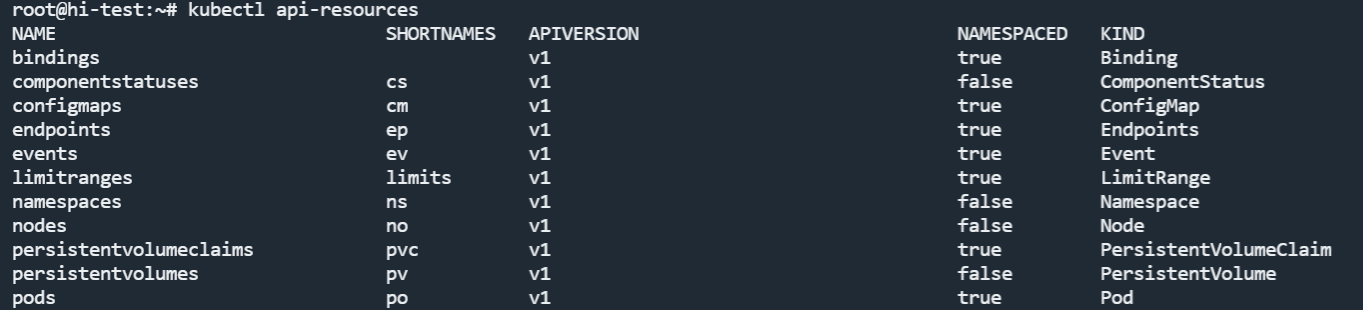 root@hi-test:~# kubectl api-resources
NAME SHORTNAMES APIVERSION NAMESPACED KIND
bindings v1 true Binding
componentstatuses cs v1 false ComponentStatus
configmaps cm v1 true ConfigMap
endpoints ep v1 true Endpoints
events ev v1 true Event
limitranges limits v1 true LimitRange
namespaces ns v1 false Namespace
nodes no v1 false Node
persistentvolumeclaims pvc v1 true PersistentVolumeClaim
persistentvolumes pv v1 false PersistentVolume
pods po v1 true Pod